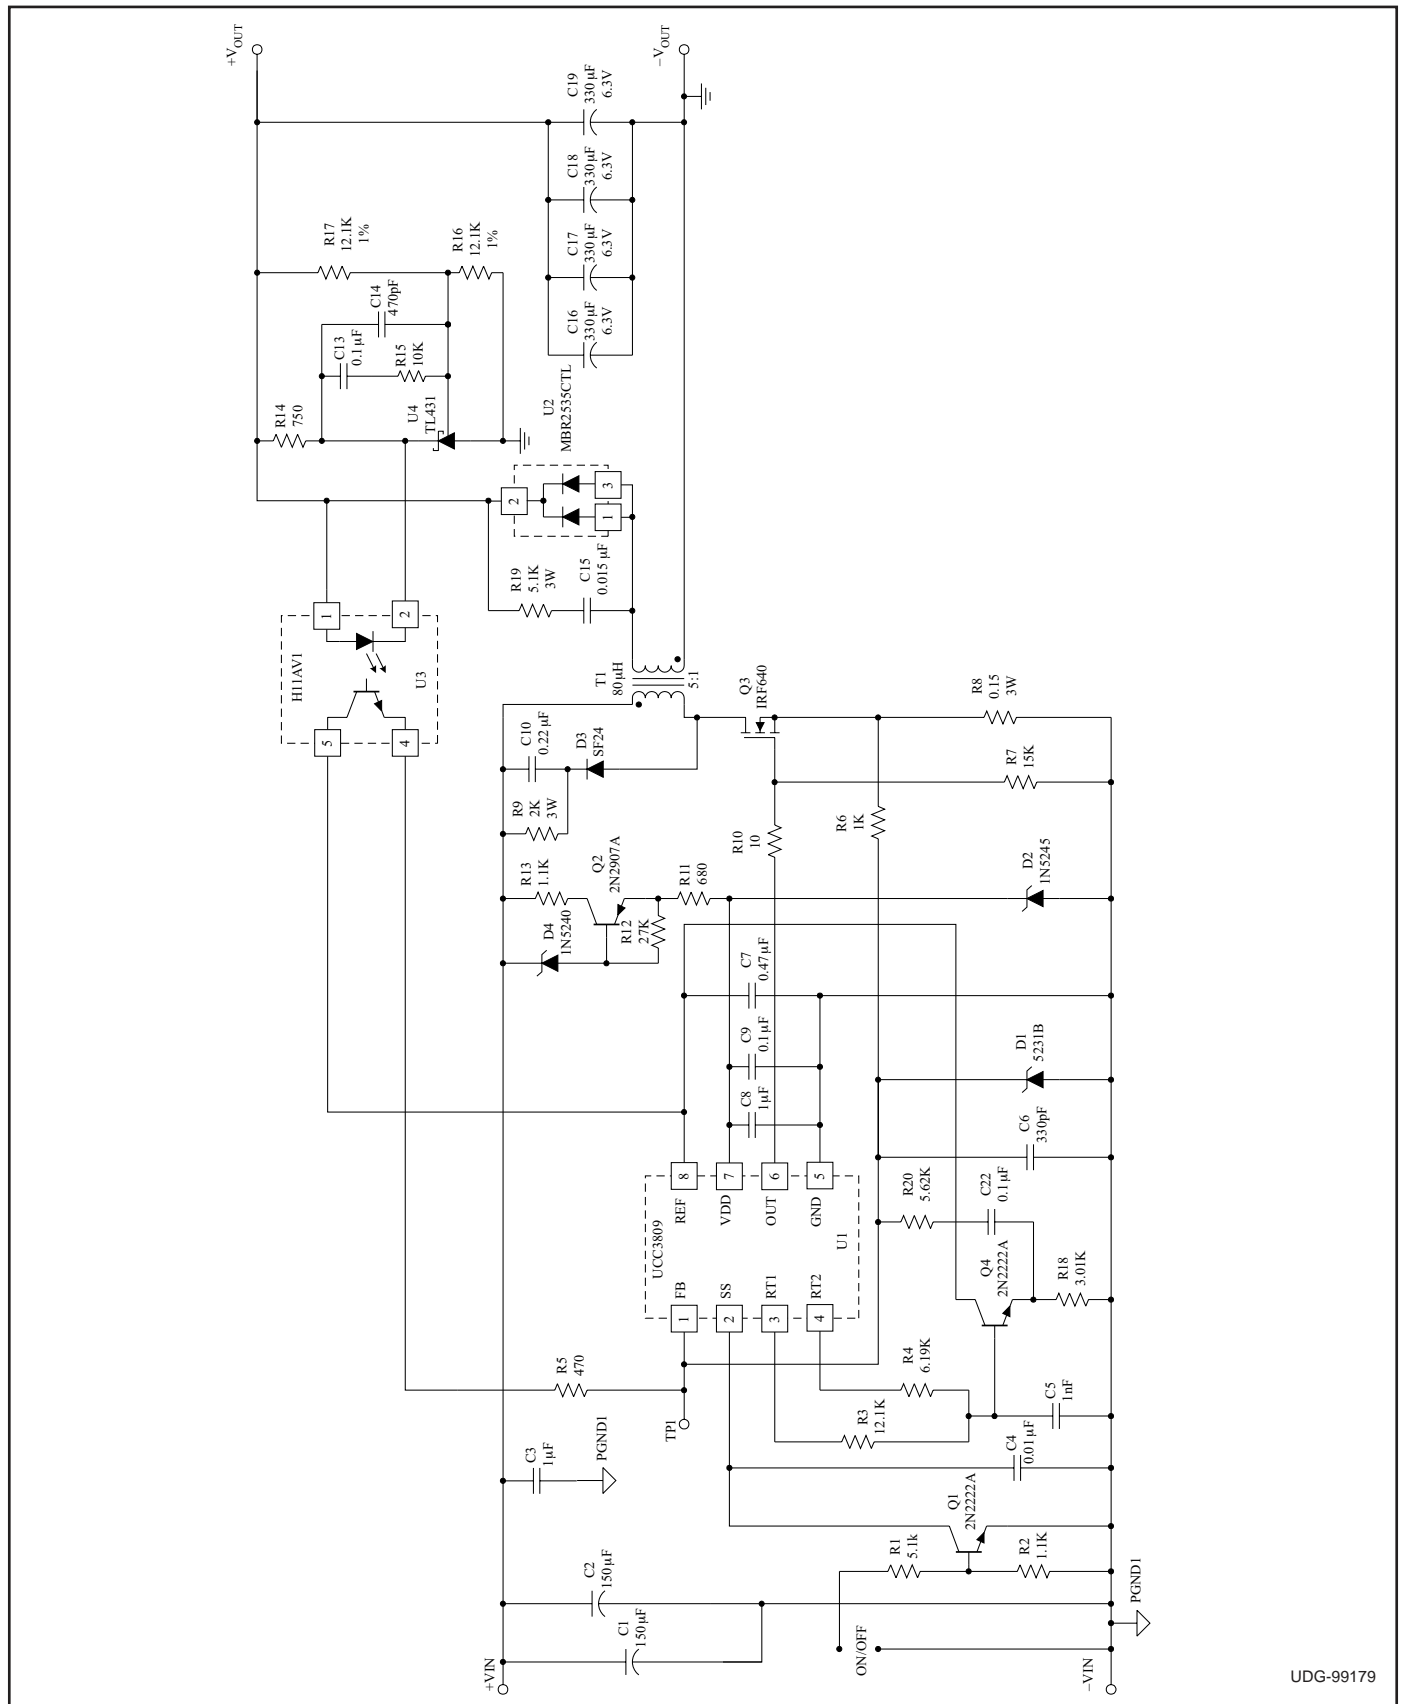 +VOUT
−VOUT
C19
330µF
6.3V
C18
330µF
6.3V
C17
330µF
6.3V
C16
330µF
6.3V
R17
12.1K
1%
R16
12.1K
1%
C14
470pF
C13
0.1µF
R15
10K
R14
750
U4
TL431
U2
MBR2535CTL
2
3
1
R19
5.1K
3W
C15
0.015µF
H11AV1
1
2
5
4
U3
T1
80µH
5:1
Q3
IRF640
R8
0.15
3W
C10
0.22µF
D3
SF24
R9
2K
3W
R7
15K
R6
1K
R10
10
R13
1.1K
Q2
2N2907A
R11
680
D2
1N5245
D4
1N5240
R12
27K
C7
0.47µF
C9
0.1µF
C8
1µF
D1
5231B
C6
330pF
UCC3809
U1
8
REF
7
VDD
6
OUT
5
GND
1
FB
2
SS
3
RT1
4
RT2
R20
5.62K
C22
0.1µF
Q4
2N2222A
R18
3.01K
R5
470
TP1
R4
6.19K
R3
12.1K
C5
1nF
C4
0.01µF
C3
1µF
PGND1
Q1
2N2222A
R1
5.1k
R2
1.1K
C2
150µF
C1
150µF
ON/OFF
PGND1
+VIN
−VIN
UDG-99179